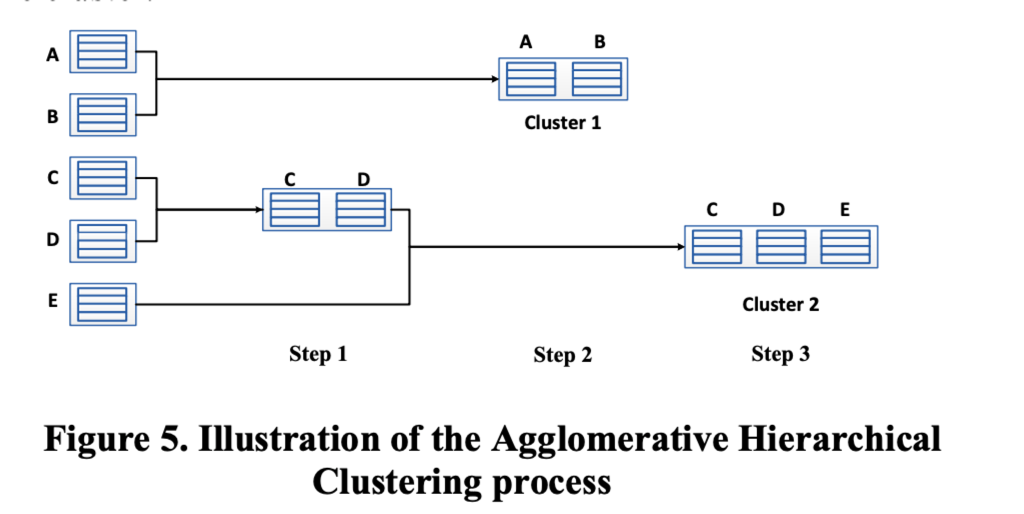 A
B
A B
Cluster 1
C
D
C D
C D E
E
Cluster 2
Step 1 Step 2 Step 3
Figure 5. Illustration of the Agglomerative Hierarchical
Clustering process